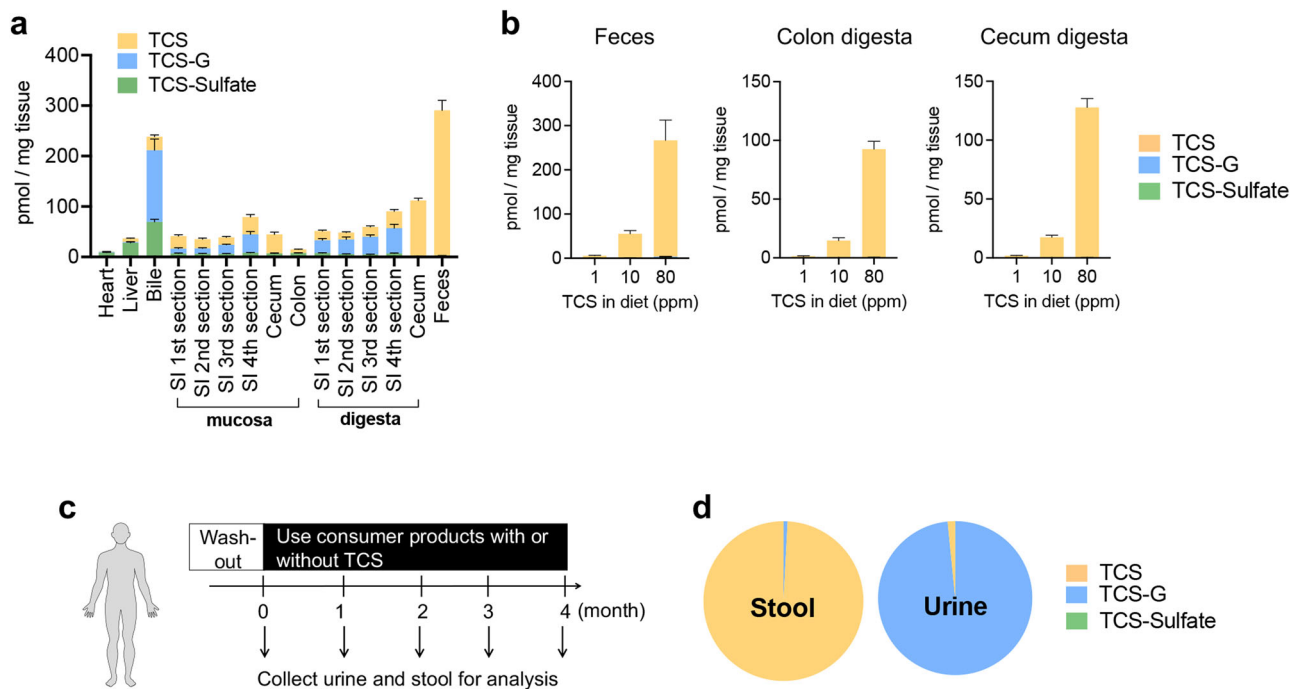 a
TCS
TCS-G
TCS-Sulfate
pmol / mg tissue
400
300
200
100
0
Heart
Liver
Bile
SI 1st section
SI 2nd section
SI 3rd section
SI 4th section
Cecum
Colon
SI 1st section
SI 2nd section
SI 3rd section
SI 4th section
Cecum
Feces
mucosa
digesta
b
Feces
pmol / mg tissue
400
300
200
100
0
1 10 80
TCS in diet (ppm)
Colon digesta
pmol / mg tissue
150
100
50
0
1 10 80
TCS in diet (ppm)
Cecum digesta
pmol / mg tissue
150
100
50
0
1 10 80
TCS in diet (ppm)
TCS
TCS-G
TCS-Sulfate
c
Wash-
out
Use consumer products with or
without TCS
0 1 2 3 4 (month)
Collect urine and stool for analysis
d
Stool
Urine
TCS
TCS-G
TCS-Sulfate